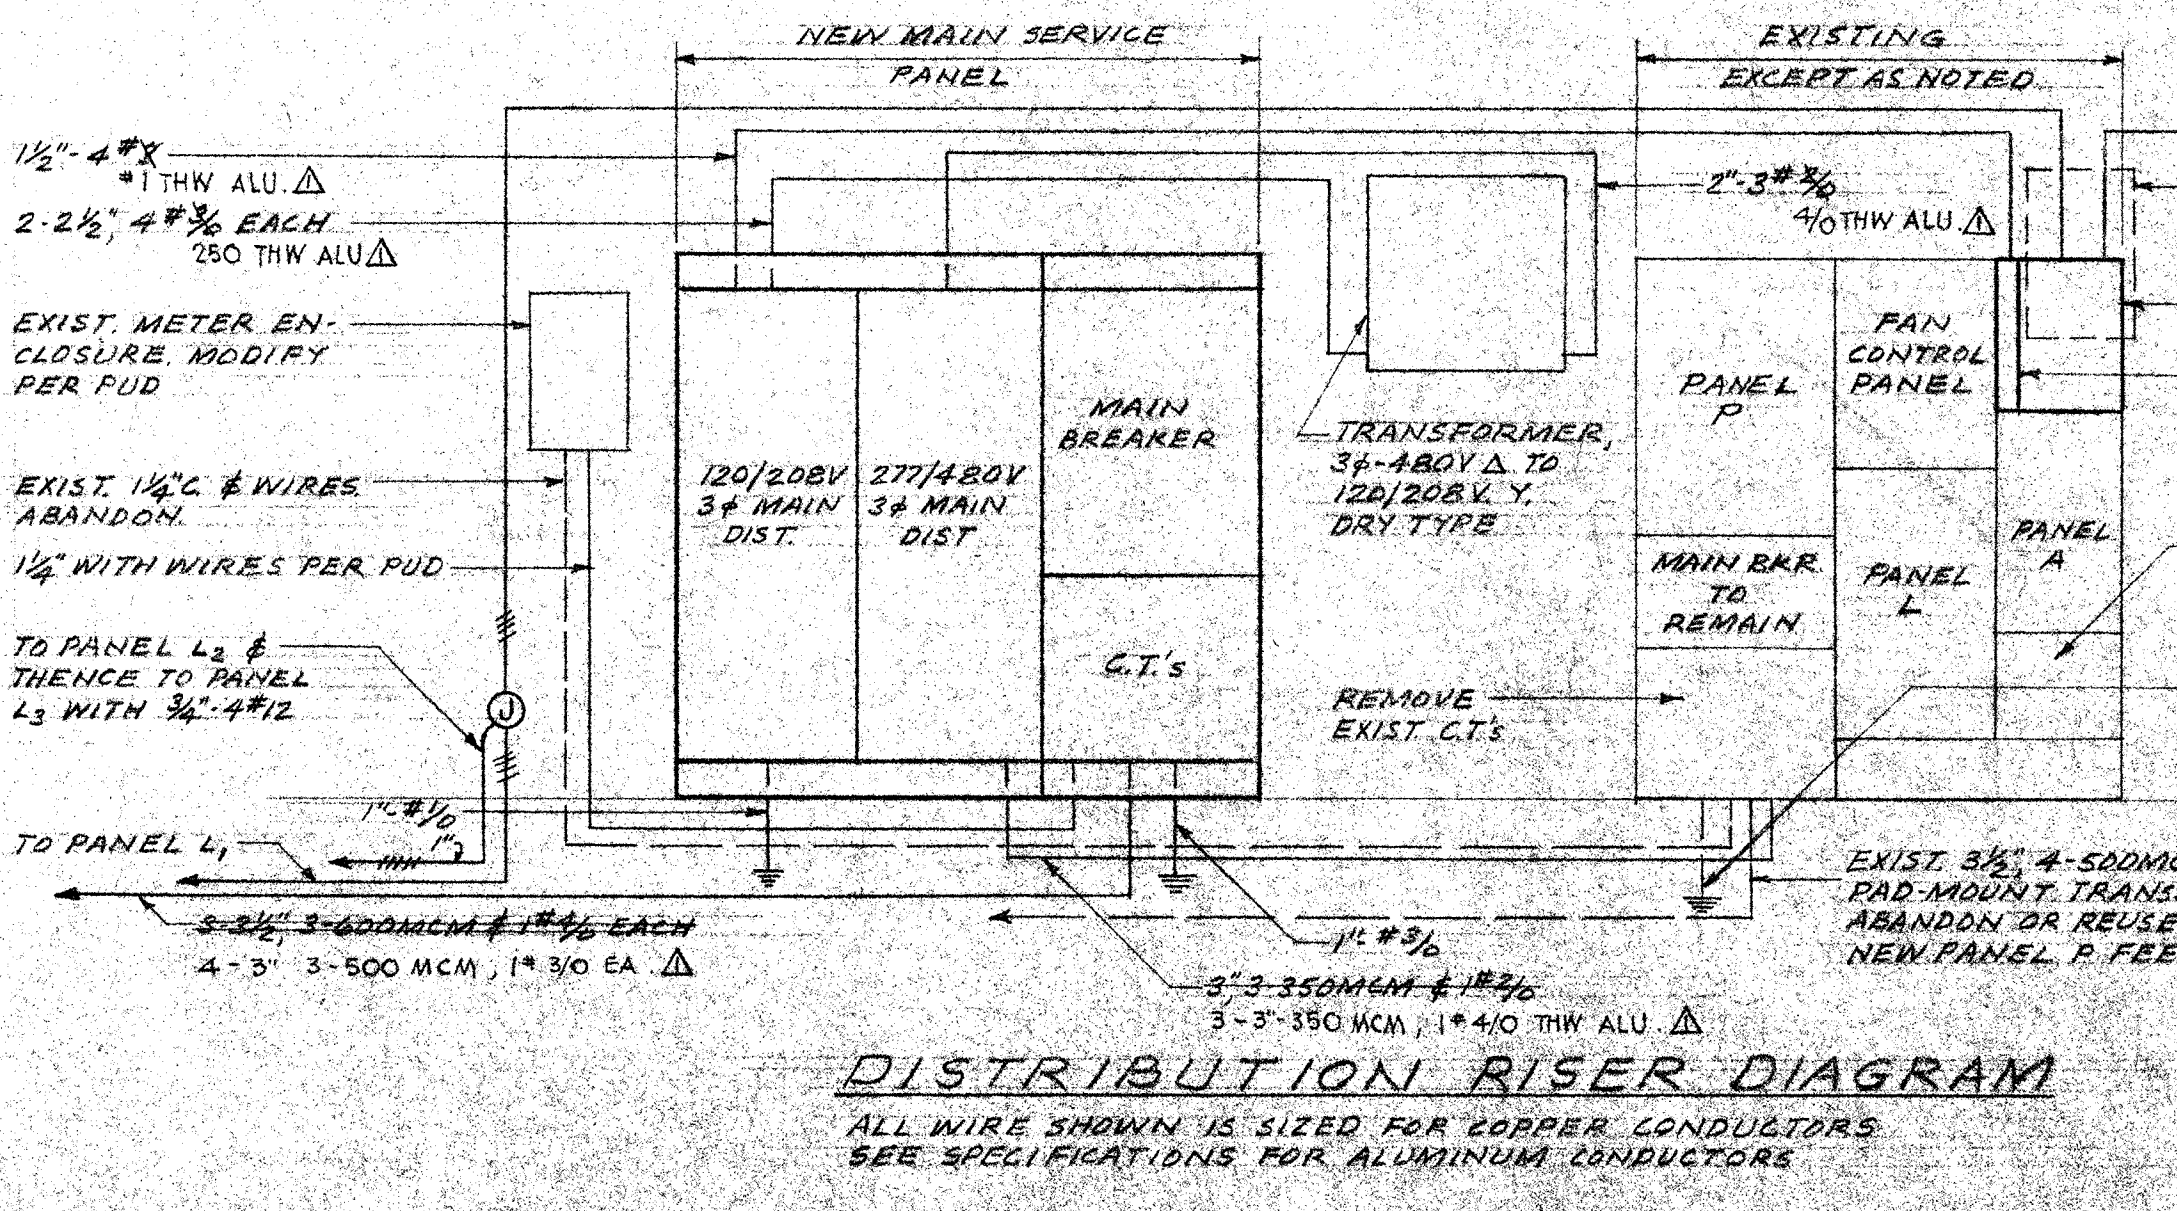 NEW MAIN SERVICE
PANEL
EXISTING
EXCEPT AS NOTED
1½"- 4 #
#1 THW ALU. 1
2-2½", 4 #3/0 EACH
250 THW ALU 1
2"-3#
4/0 THW ALU. 1
EXIST. METER EN-
CLOSURE. MODIFY
PER PUD
EXIST. 1¼"C. & WIRES.
ABANDON.
1¼" WITH WIRES PER PUD
TO PANEL L2 &
THENCE TO PANEL
L3 WITH ¾"-4#12
J
1"-#1/0
1"
TO PANEL L1
3-3½", 3-600MCM & 1#4/0 EACH
4-3" 3-500 MCM, 1# 3/0 EA. 1
120/208V
3ϕ MAIN
DIST.
277/480V
3ϕ MAIN
DIST
MAIN
BREAKER
C.T.'s
TRANSFORMER,
3ϕ-480V Δ TO
120/208V. Y.
DRY TYPE
REMOVE
EXIST C.T.'s
PANEL
P
FAN
CONTROL
PANEL
MAIN BKR.
TO
REMAIN
PANEL
L
PANEL
A
1"-#3/0
3", 3 350MCM & 1#2/0
3-3"-350 MCM, 1# 4/0 THW ALU. 1
EXIST. 3½", 4-500MC
PAD-MOUNT TRANS.
ABANDON OR REUSE
NEW PANEL P FEE
DISTRIBUTION RISER DIAGRAM
ALL WIRE SHOWN IS SIZED FOR COPPER CONDUCTORS
SEE SPECIFICATIONS FOR ALUMINUM CONDUCTORS